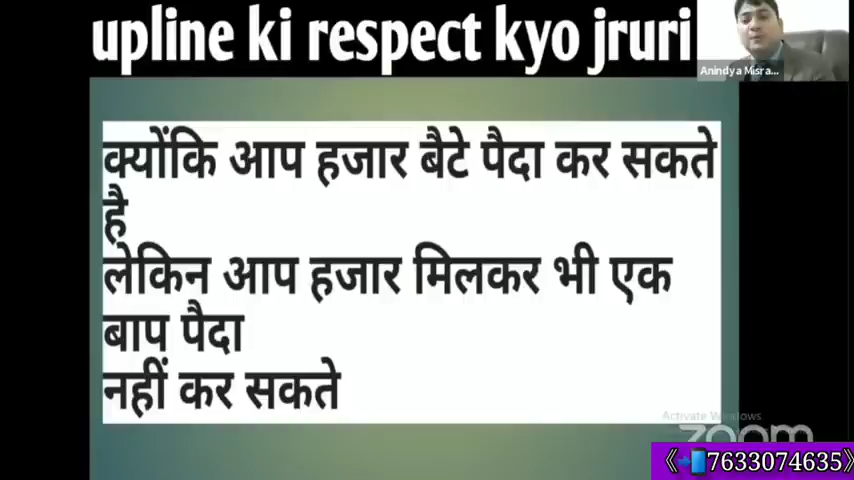 upline ki respect kyo jruri
Anindya Misra...
क्योंकि आप हजार बैटे पैदा कर सकते
है
लेकिन आप हजार मिलकर भी एक
बाप पैदा
नहीं कर सकते
Activate Windows
zoom
《📲7633074635》